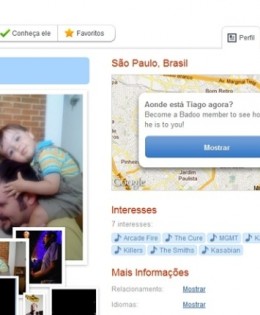 Conheça ele
Favoritos
Perfil
São Paulo, Brasil
Aonde está Tiago agora?
Become a Badoo member to see ho
he is to you!
Mostrar
Google
Jardim
Paulista
Interesses
7 interesses:
Arcade Fire
The Cure
MGMT
K
Killers
The Smiths
Kasabian
Mais Informações
Relacionamento:
Mostrar
Idiomas:
Mostrar